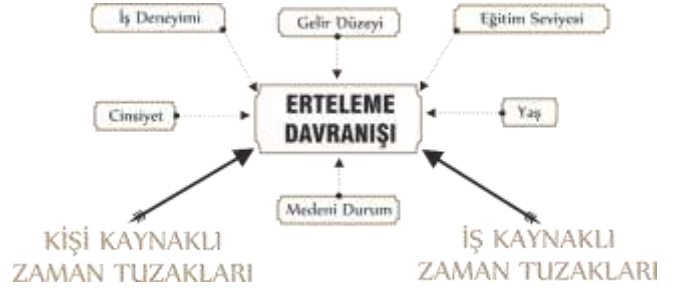 İş Deneyimi
Gelir Düzeyi
Eğitim Seviyesi
Cinsiyet
ERTELEME
DAVRANIŞI
Yaş
Medeni Durum
KİŞİ KAYNAKLI
ZAMAN TUZAKLARI
İŞ KAYNAKLI
ZAMAN TUZAKLARI